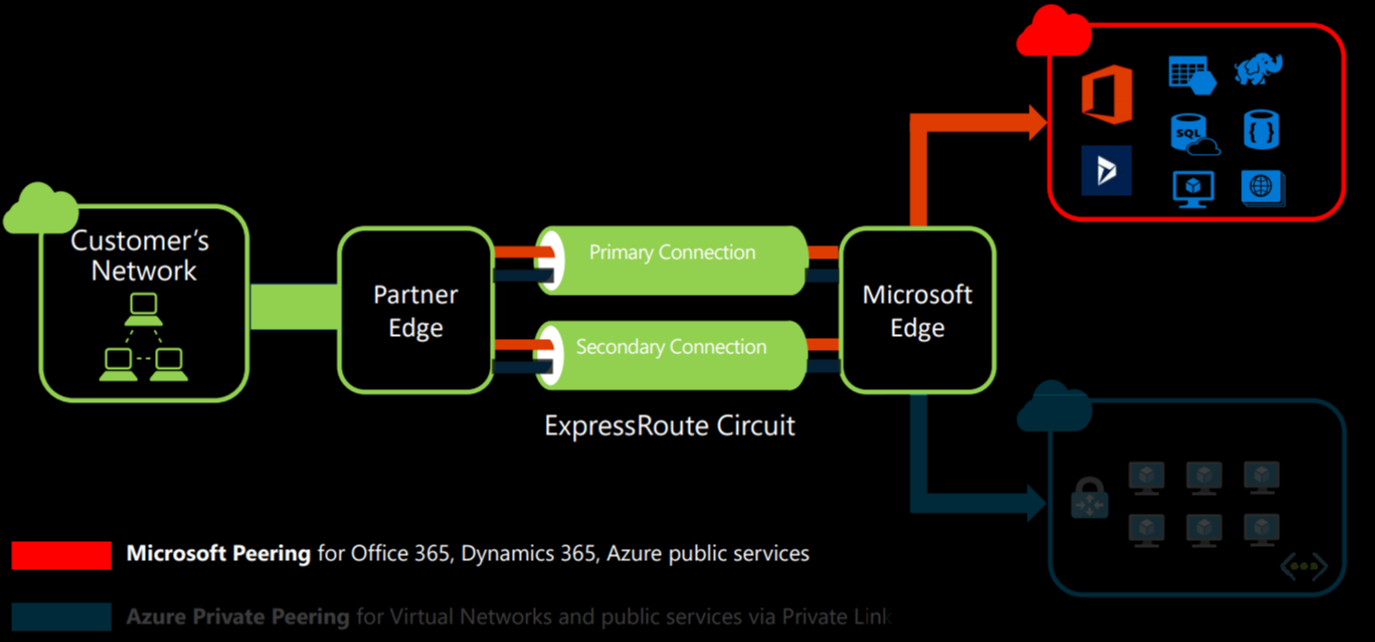 Customer's
Network
Partner
Edge
Primary Connection
Secondary Connection
ExpressRoute Circuit
Microsoft
Edge
SQL
Microsoft Peering for Office 365, Dynamics 365, Azure public services
Azure Private Peering for Virtual Networks and public services via Private Link